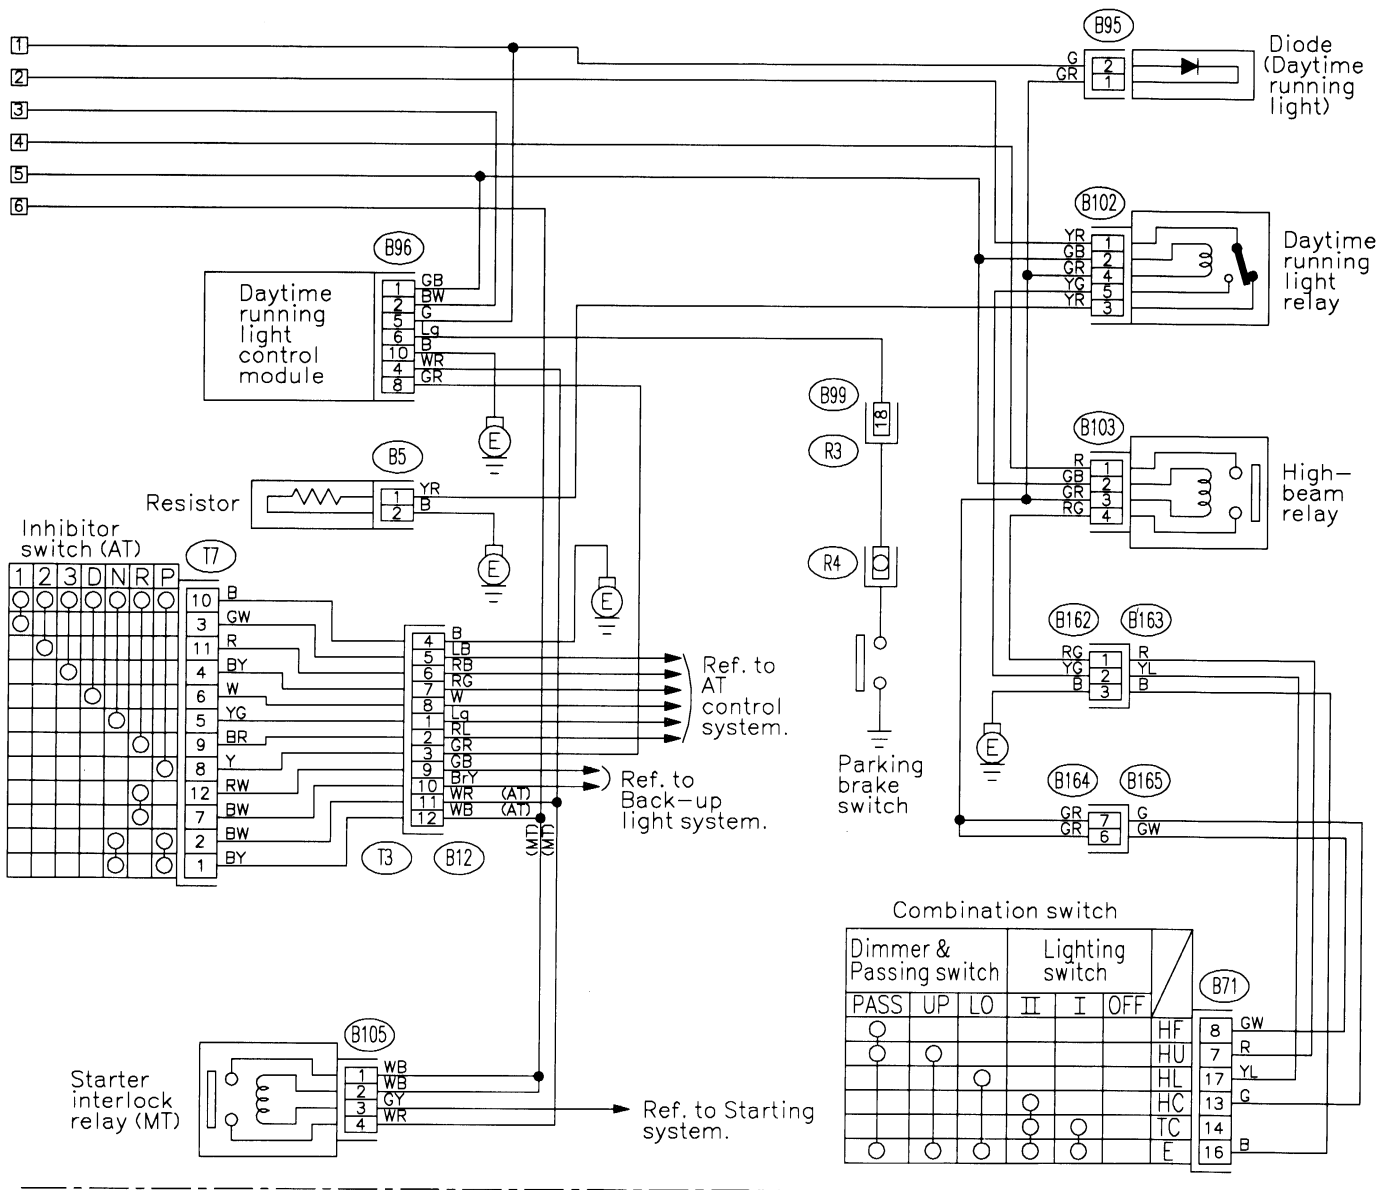 1
2
3
4
5
6
B95
G 2
GR 1
Diode
(Daytime
running
light)
B102
YR 1
GB 2
GR 4
YG 5
YR 3
Daytime
running
light
relay
B96
Daytime
running
light
control
module
1 GB
2 BW
5 G
6 Lg
10 B
4 WR
8 GR
E
B99
18
R3
R4
Parking
brake
switch
B103
R 1
GB 2
GR 3
RG 4
High-
beam
relay
B5
Resistor
1 YR
2 B
E
E
Inhibitor
switch (AT)
T7
1 2 3 D N R P
10 B
3 GW
11 R
4 BY
6 W
5 YG
9 BR
8 Y
12 RW
7 BW
2 BW
1 BY
4 B
5 LB
6 RB
7 RG
8 W
1 Lg
2 RL
3 GR
9 GB
10 BrY
11 WR (AT)
12 WB (AT)
(MT)
(MT)
T3
B12
Ref. to
AT
control
system.
Ref. to
Back-up
light system.
B162
B163
RG 1 R
YG 2 YL
B 3 B
E
B164
B165
GR 7 G
GR 6 GW
Combination switch
Dimmer &
Passing switch
Lighting
switch
PASS UP LO II I OFF
B71
HF 8 GW
HU 7 R
HL 17 YL
HC 13 G
TC 14
E 16 B
B105
Starter
interlock
relay (MT)
1 WB
2 WB
3 GY
4 WR
Ref. to Starting
system.